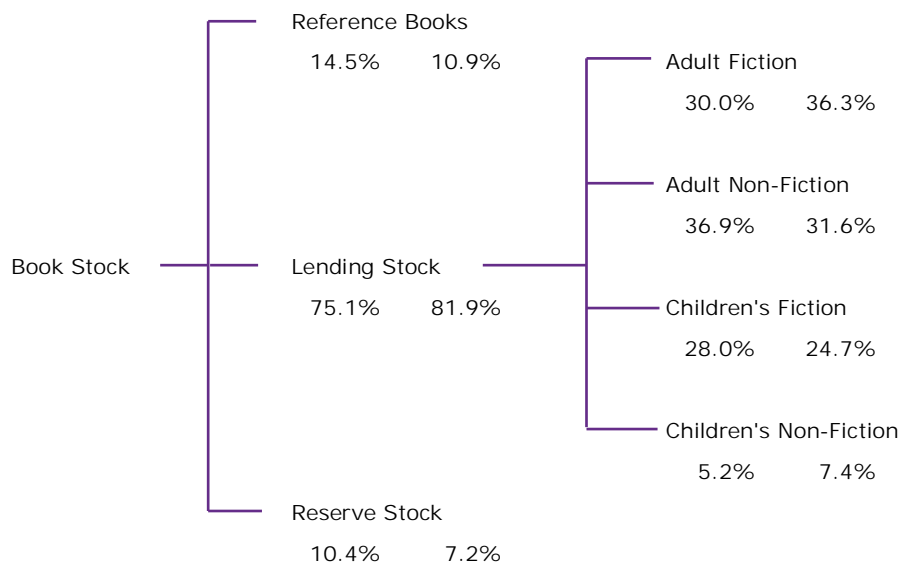 Reference Books
14.5% 10.9%
Adult Fiction
30.0% 36.3%
Adult Non-Fiction
36.9% 31.6%
Book Stock
Lending Stock
75.1% 81.9%
Children's Fiction
28.0% 24.7%
Children's Non-Fiction
5.2% 7.4%
Reserve Stock
10.4% 7.2%